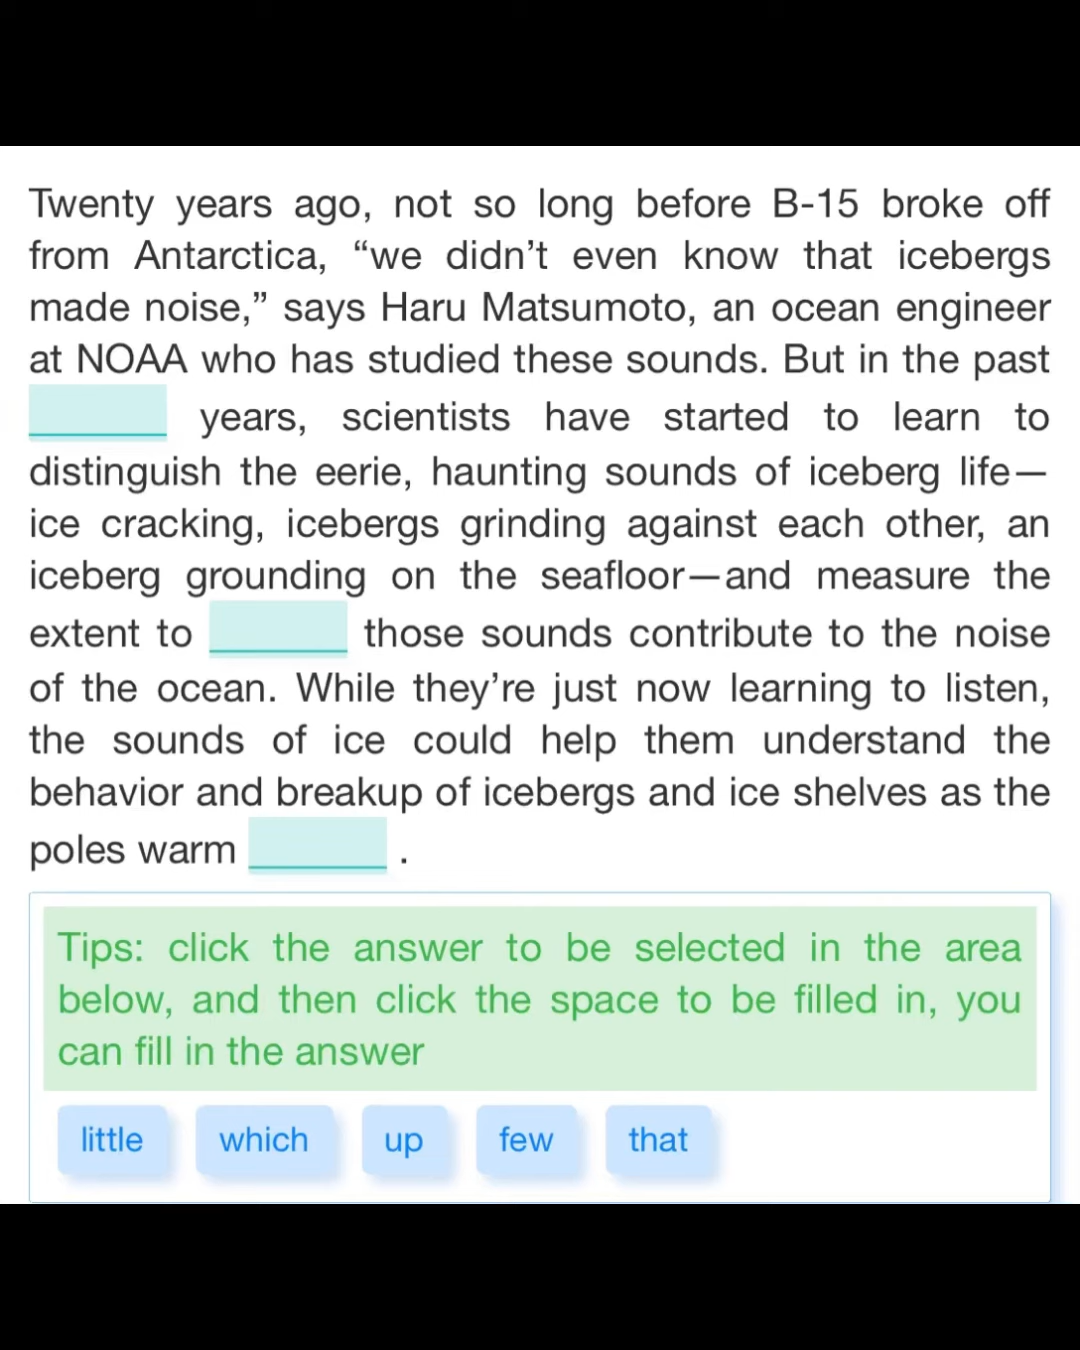 Twenty years ago, not so long before B-15 broke off
from Antarctica, “we didn’t even know that icebergs
made noise,” says Haru Matsumoto, an ocean engineer
at NOAA who has studied these sounds. But in the past
years, scientists have started to learn to
distinguish the eerie, haunting sounds of iceberg life—
ice cracking, icebergs grinding against each other, an
iceberg grounding on the seafloor—and measure the
extent to those sounds contribute to the noise
of the ocean. While they’re just now learning to listen,
the sounds of ice could help them understand the
behavior and breakup of icebergs and ice shelves as the
poles warm .
Tips: click the answer to be selected in the area
below, and then click the space to be filled in, you
can fill in the answer
little which up few that